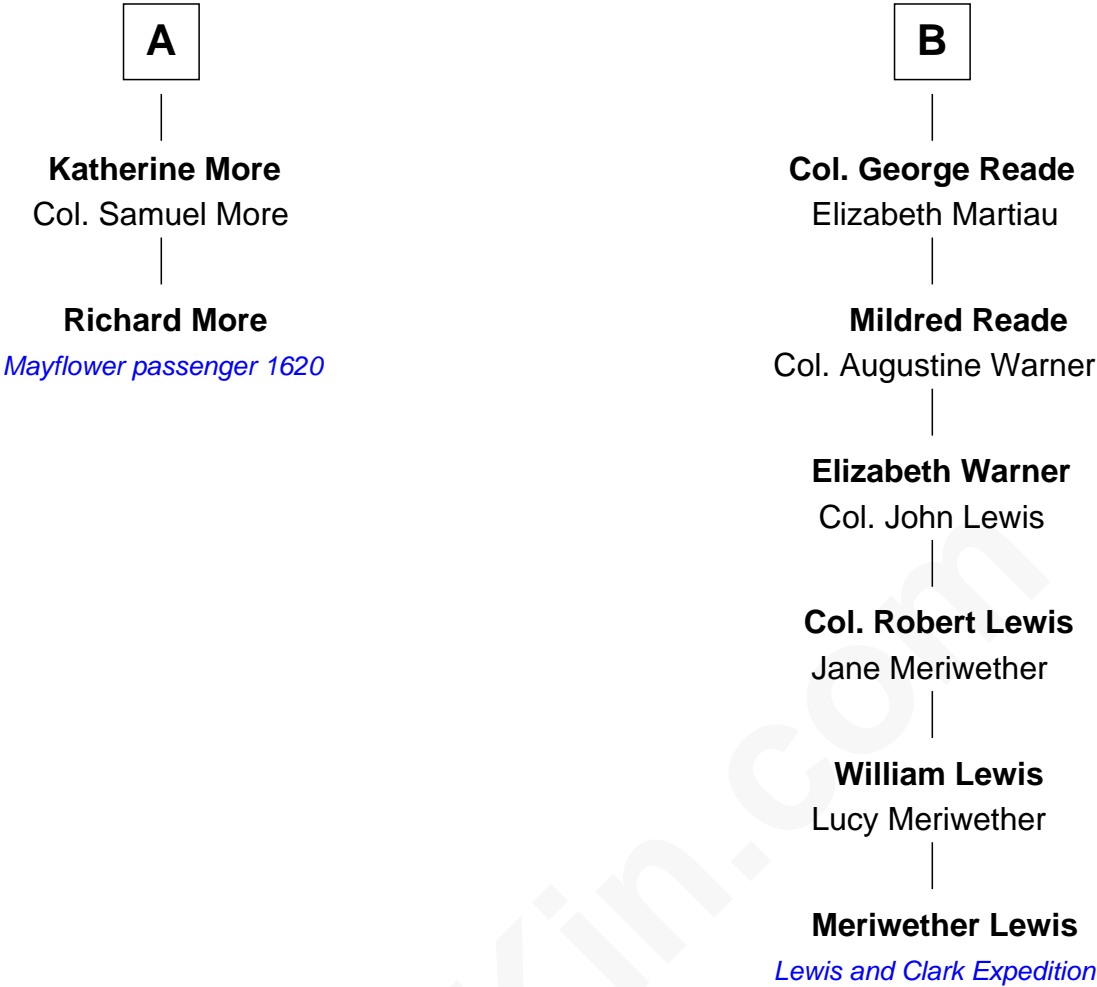 A
Katherine More
Col. Samuel More
Richard More
Mayflower passenger 1620
B
Col. George Reade
Elizabeth Martiau
Mildred Reade
Col. Augustine Warner
Elizabeth Warner
Col. John Lewis
Col. Robert Lewis
Jane Meriwether
William Lewis
Lucy Meriwether
Meriwether Lewis
Lewis and Clark Expedition
Kin.com